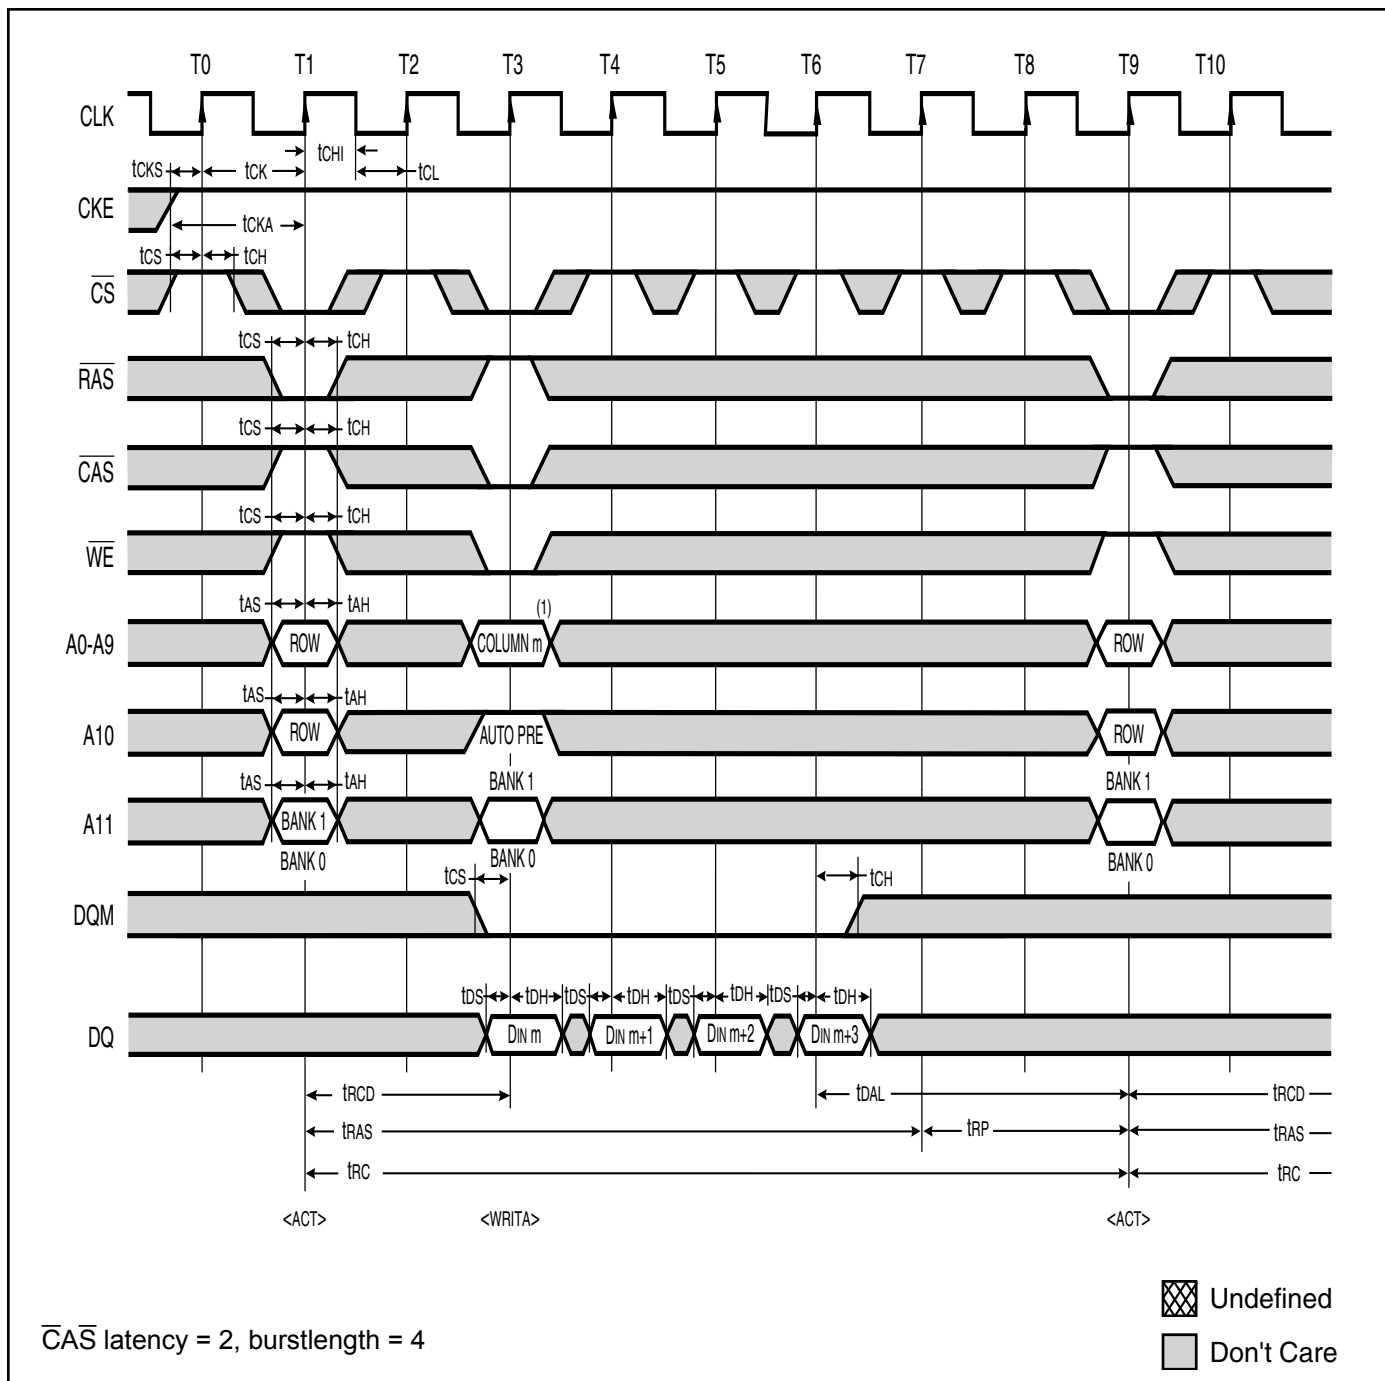 T0 T1 T2 T3 T4 T5 T6 T7 T8 T9 T10
CLK
tCHI
tCKS tCK tCL
CKE
tCKA
tCS tCH
CS
tCS tCH
RAS
tCS tCH
CAS
tCS tCH
WE
tAS tAH (1)
A0-A9 ROW COLUMN m ROW
tAS tAH
A10 ROW AUTO PRE ROW
tAS tAH BANK 1 BANK 1
A11 BANK 1
BANK 0 BANK 0 BANK 0
tCS tCH
DQM
tDS tDH tDS tDH tDS tDH tDS tDH
DQ DIN m DIN m+1 DIN m+2 DIN m+3
tRCD tDAL tRCD
tRAS tRP tRAS
tRC tRC
<ACT> <WRITA> <ACT>
Undefined
CAS latency = 2, burstlength = 4
Don't Care